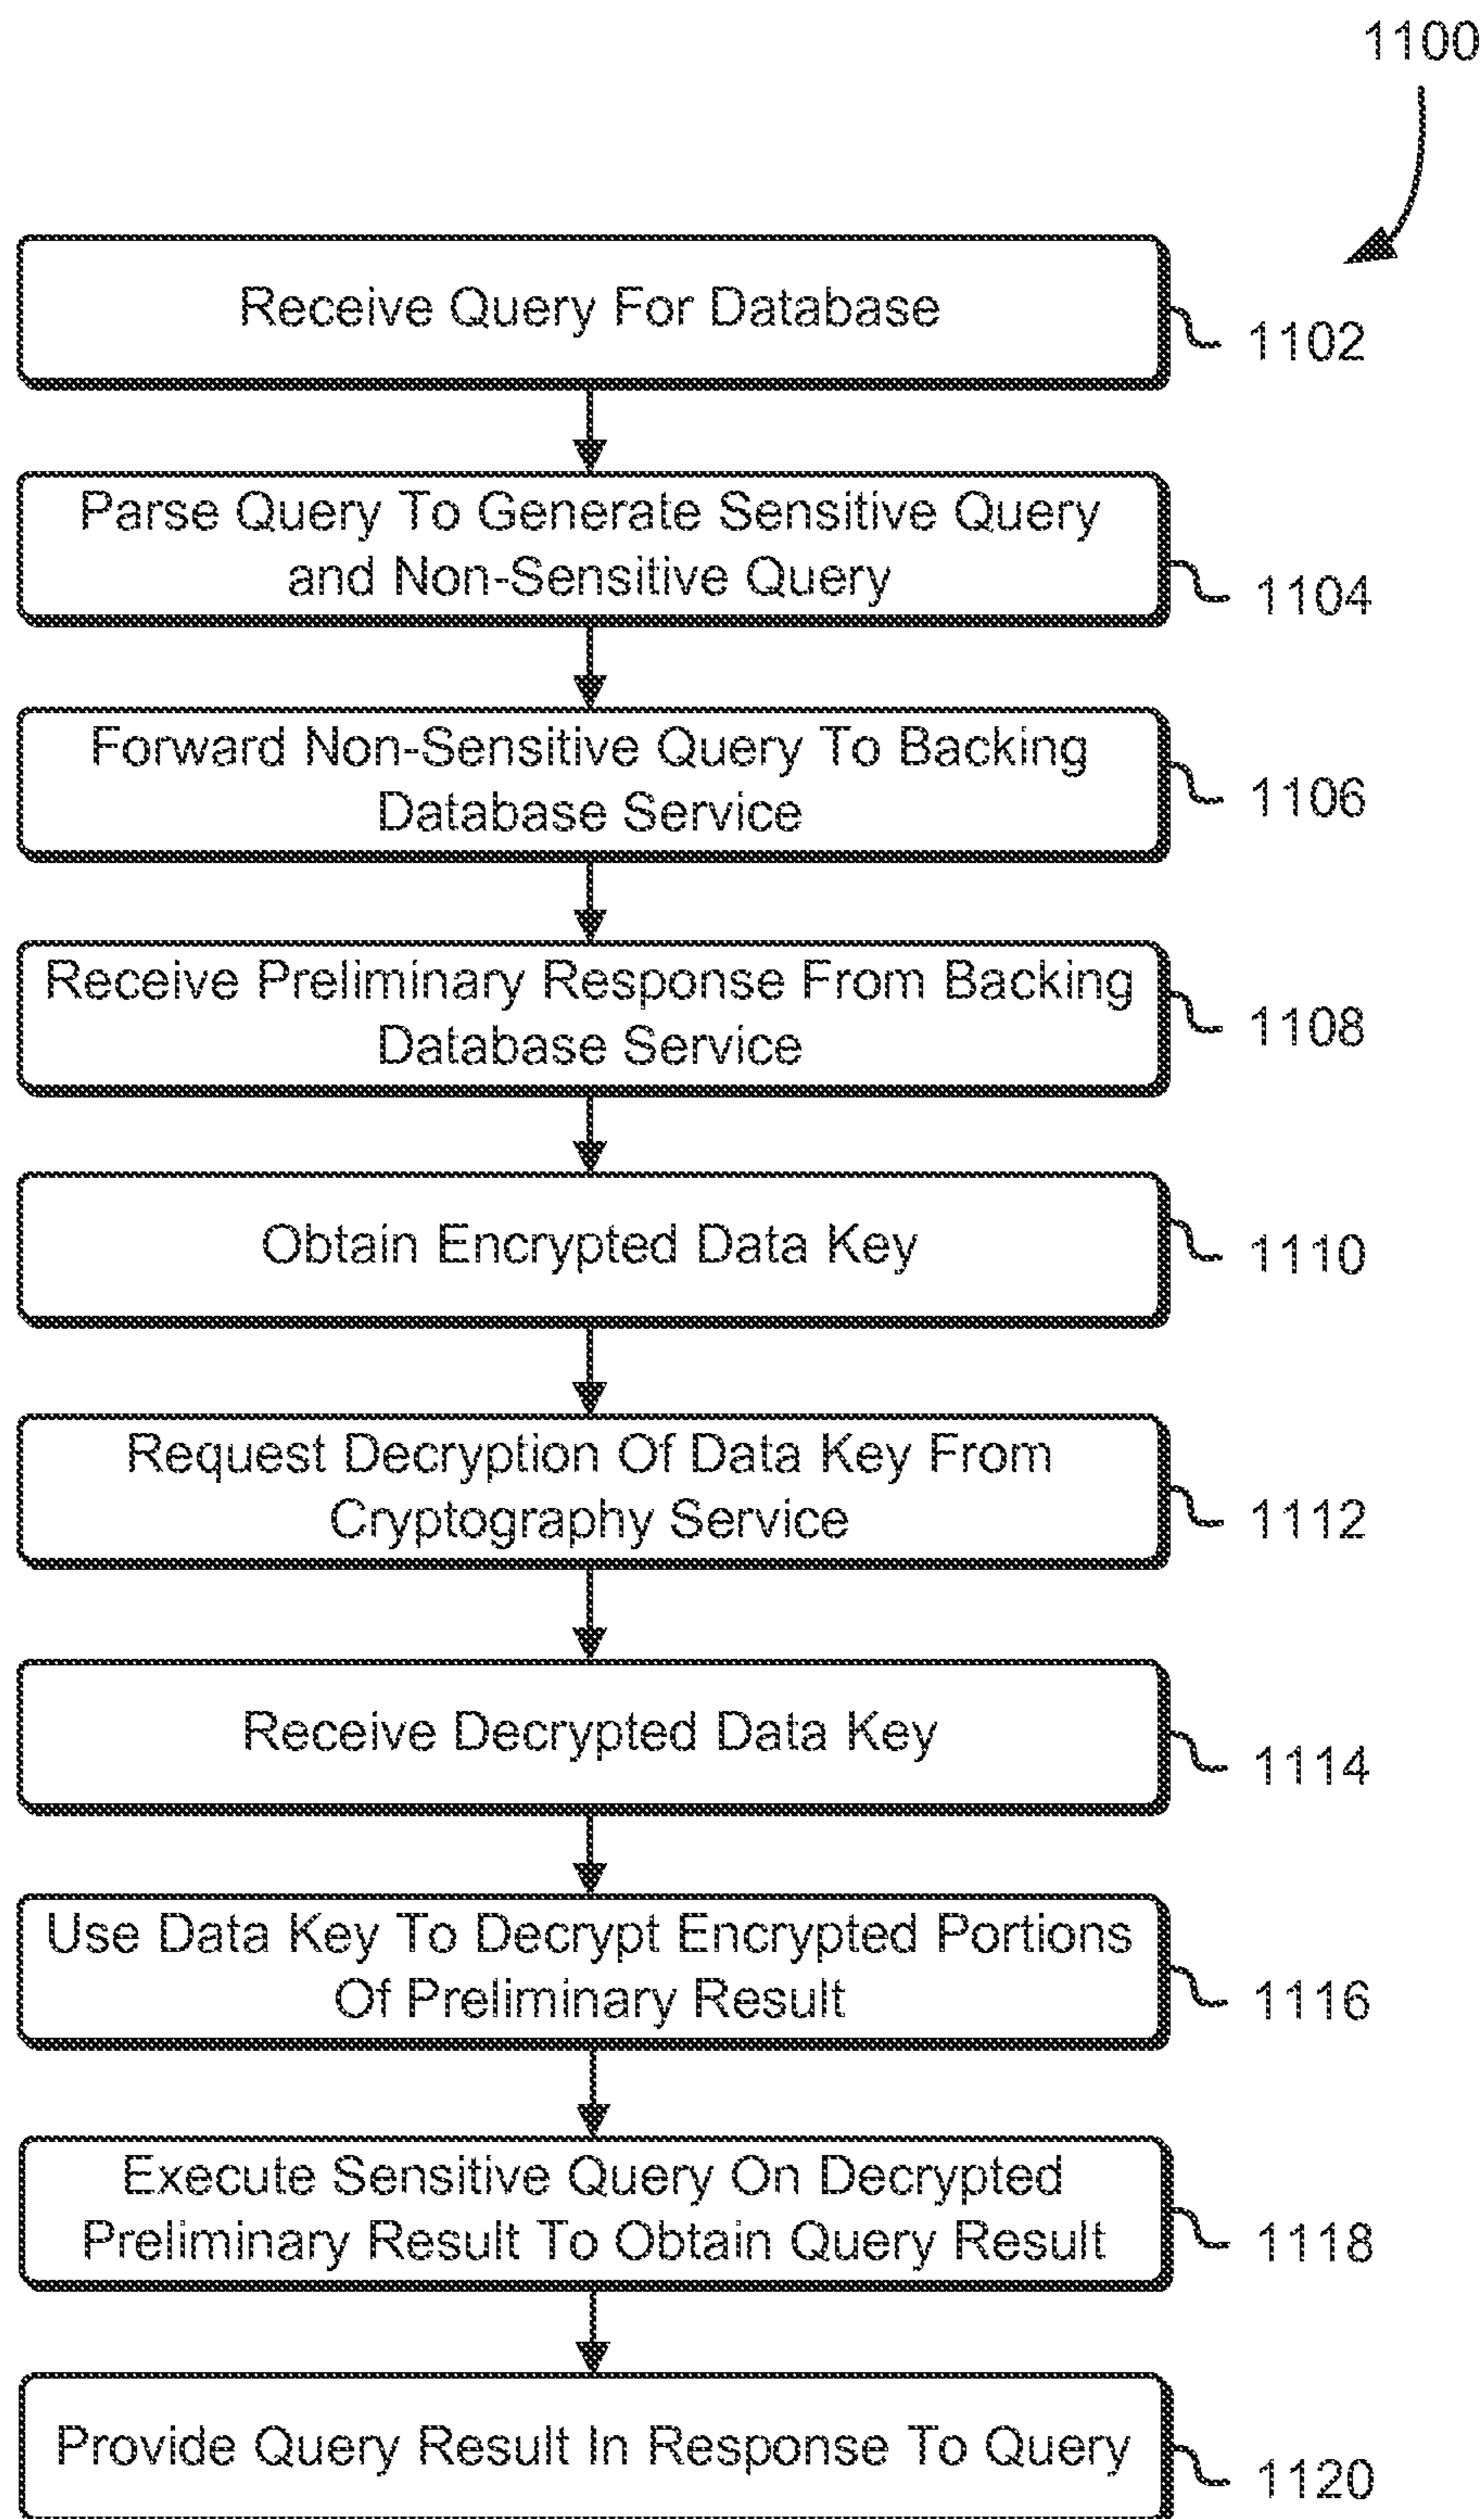 1100
Receive Query For Database
1102
Parse Query To Generate Sensitive Query
and Non-Sensitive Query
1104
Forward Non-Sensitive Query To Backing
Database Service
1106
Receive Preliminary Response From Backing
Database Service
1108
Obtain Encrypted Data Key
1110
Request Decryption Of Data Key From
Cryptography Service
1112
Receive Decrypted Data Key
1114
Use Data Key To Decrypt Encrypted Portions
Of Preliminary Result
1116
Execute Sensitive Query On Decrypted
Preliminary Result To Obtain Query Result
1118
Provide Query Result In Response To Query
1120